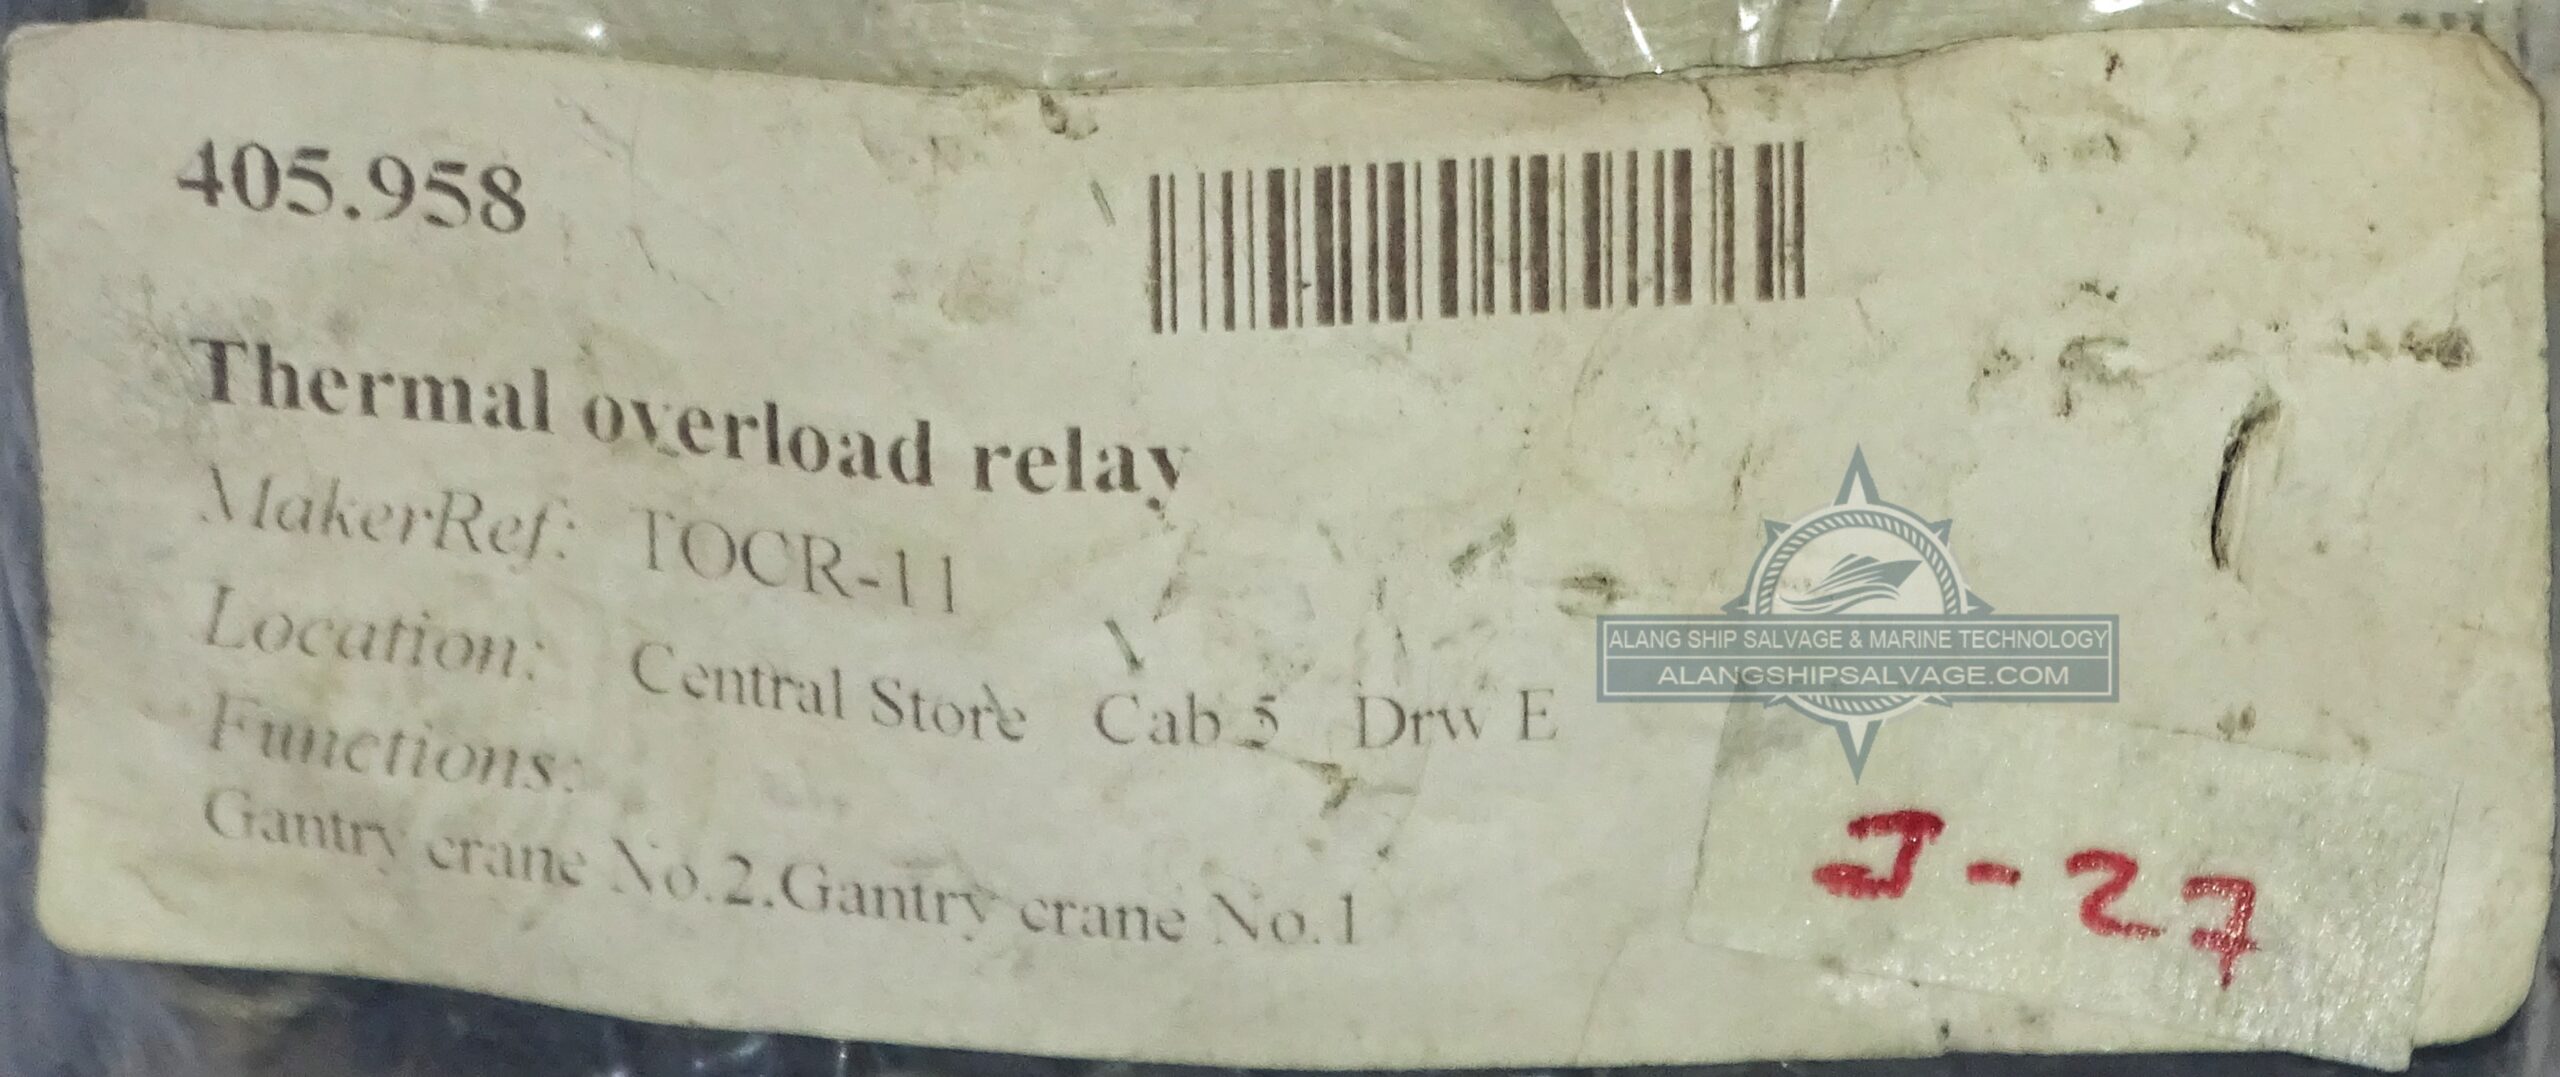 405.958
Thermal overload relay
MakerRef: TOCR-11
Location: Central Store Cab 5 Drw E
Functions:
Gantry crane No.2.Gantry crane No.1
ALANG SHIP SALVAGE & MARINE TECHNOLOGY
ALANGSHIPSALVAGE.COM
J-27